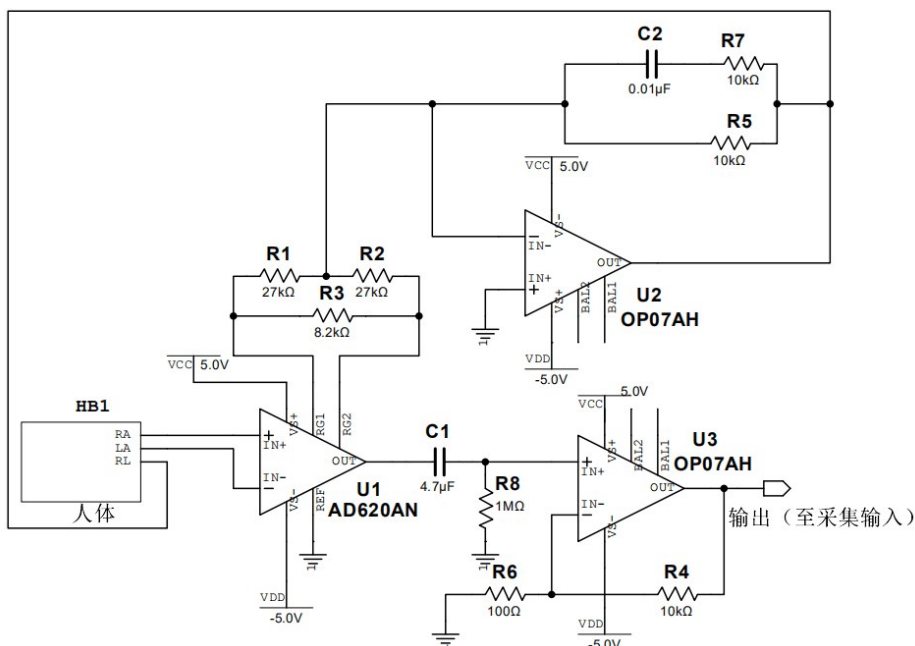 C2
0.01µF
R7
10kΩ
R5
10kΩ
VCC 5.0V
VS-
IN-
IN+
OUT
VS+
BAL2
BAL1
U2
OP07AH
VDD
-5.0V
R1
27kΩ
R2
27kΩ
R3
8.2kΩ
VCC 5.0V
HB1
RA
LA
RL
人体
VS+
RG1
RG2
IN+
IN-
OUT
VS-
REF
U1
AD620AN
VDD
-5.0V
C1
4.7µF
R8
1MΩ
5.0V
VCC
VS+
BAL2
BAL1
U3
OP07AH
IN+
IN-
OUT
VS-
输出（至采集输入）
R6
100Ω
R4
10kΩ
VDD
-5.0V